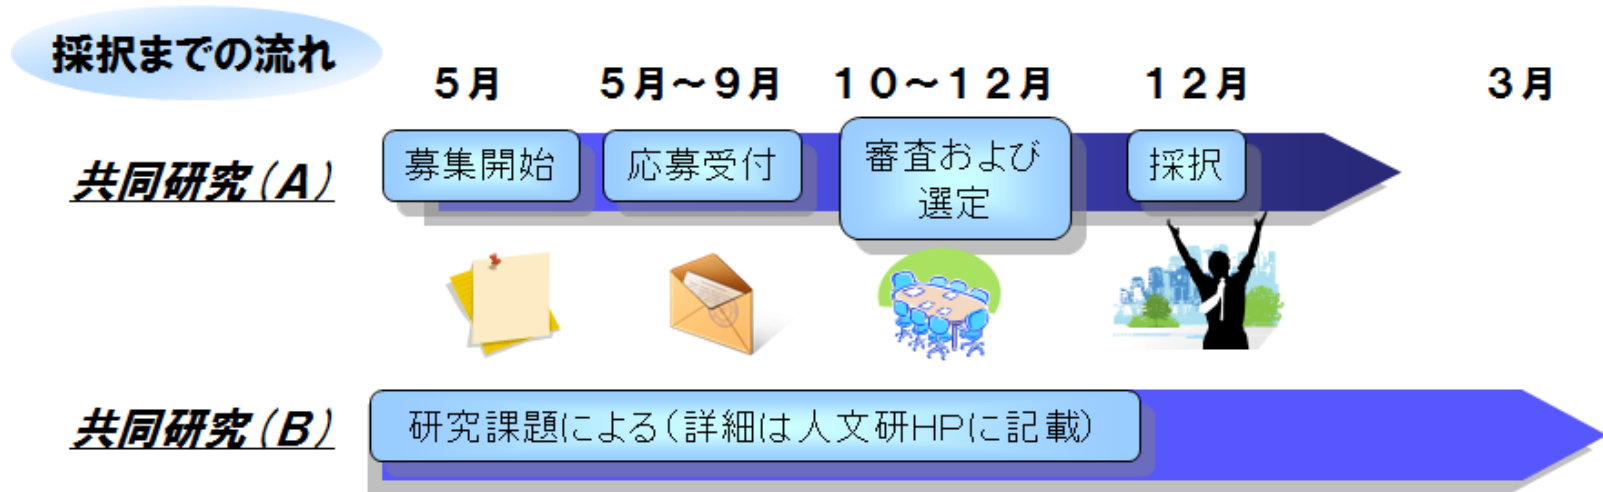 採択までの流れ
5月
5月～9月
10～12月
12月
3月
共同研究(A)
募集開始
応募受付
審査および
選定
採択
共同研究(B)
研究課題による(詳細は人文研HPに記載)